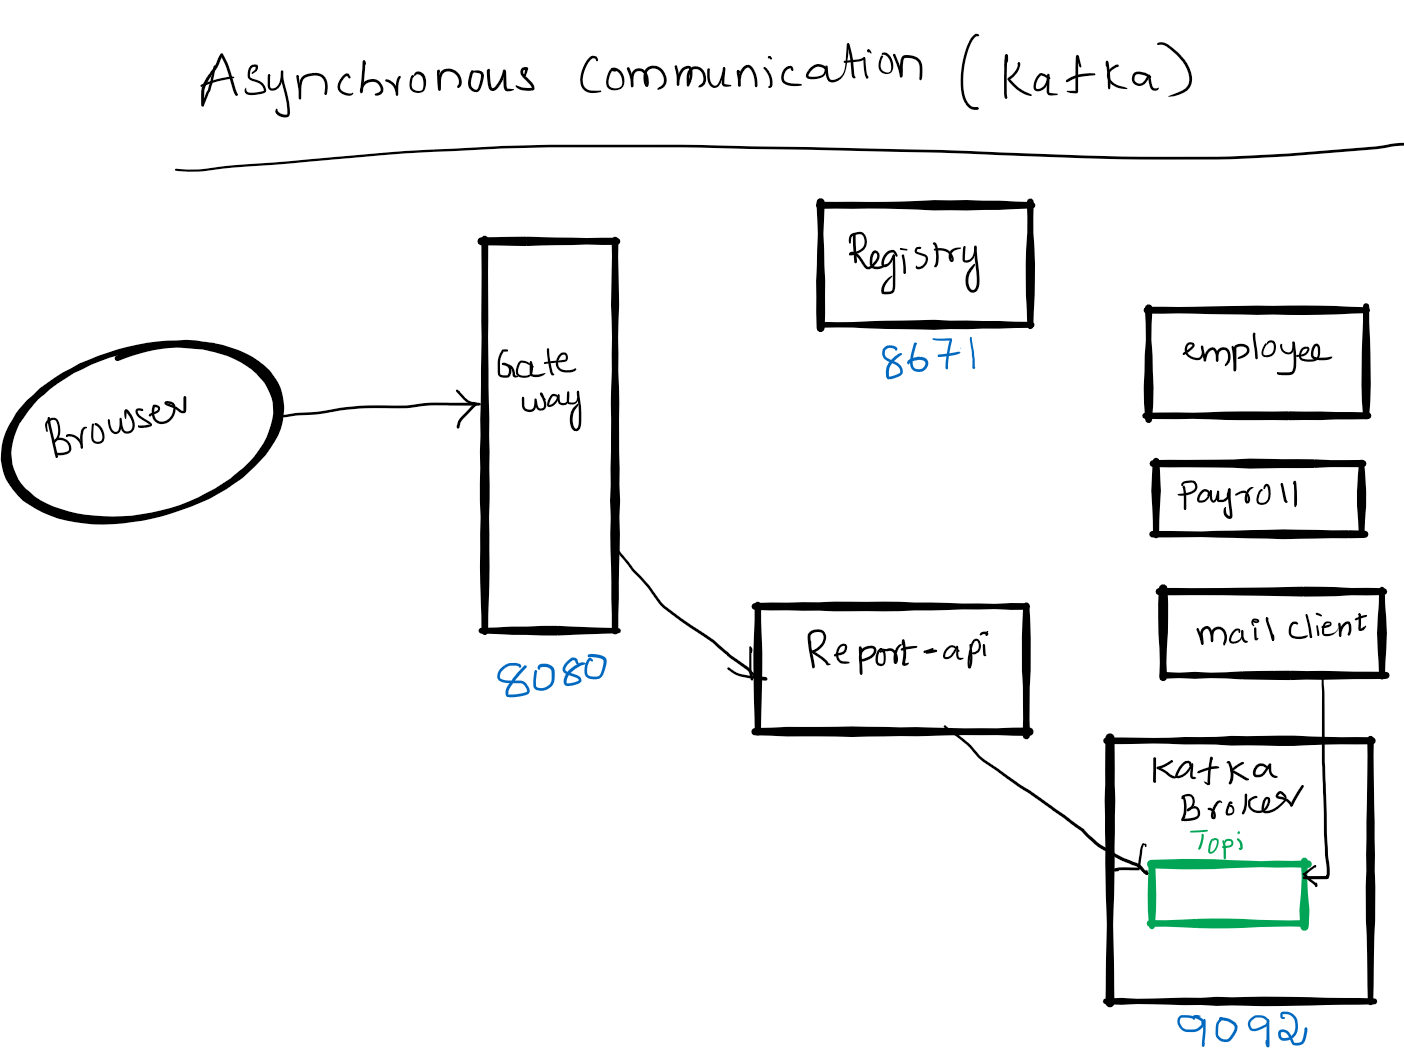 Asynchronous Communication (Kafka)
Registry
8671
employee
Gate
way
Browser
Payroll
Report-api
mail client
8080
Kafka
Broker
Topi
9092